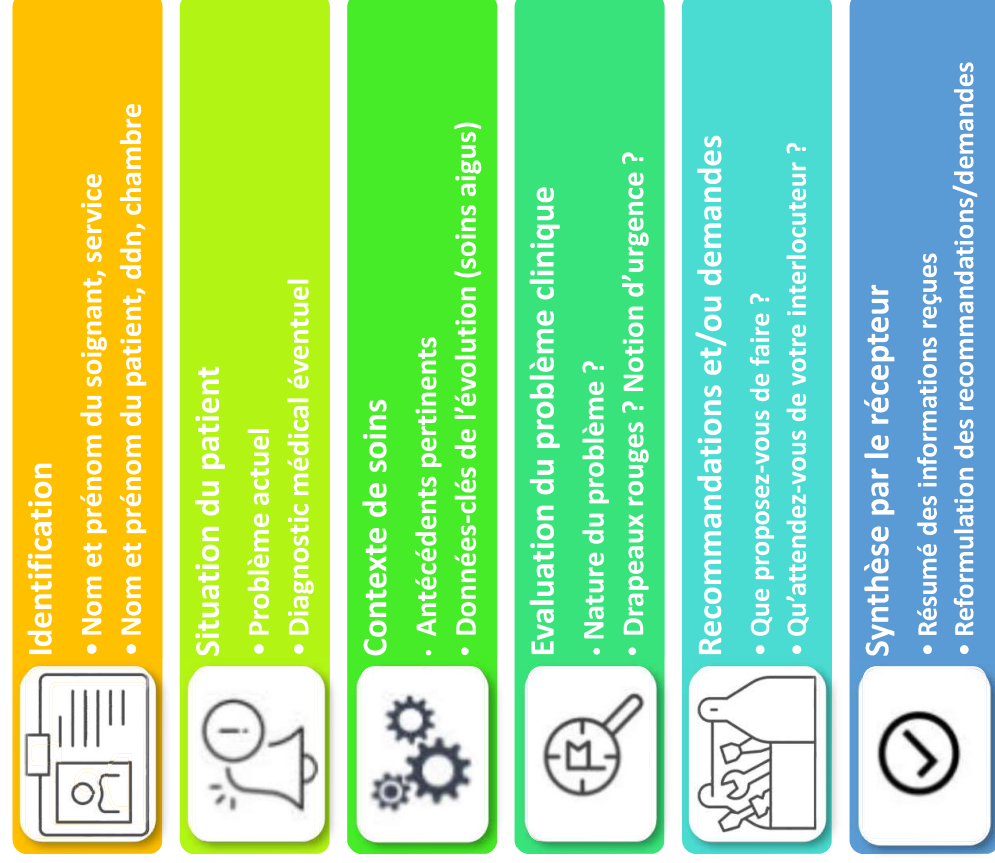 Identification
• Nom et prénom du soignant, service
• Nom et prénom du patient, ddn, chambre
Situation du patient
• Problème actuel
• Diagnostic médical éventuel
Contexte de soins
• Antécédents pertinents
• Données-clés de l’évolution (soins aigus)
Evaluation du problème clinique
• Nature du problème ?
• Drapeaux rouges ? Notion d’urgence ?
Recommandations et/ou demandes
• Que proposez-vous de faire ?
• Qu’attendez-vous de votre interlocuteur ?
Synthèse par le récepteur
• Résumé des informations reçues
• Reformulation des recommandations/demandes